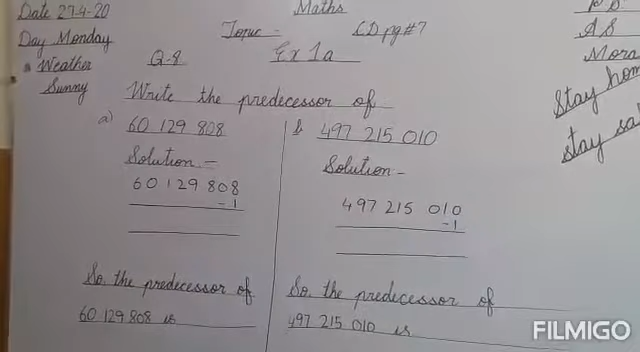 Date 27-4-20
Maths
Day Monday
Topic - CD pg#7
A S
Weather
Q-8
Ex 1a
Sunny
Stay home
Stay
Write the predecessor of
a) 60 129 808
Solution -
60 129 808
-1
So, the predecessor of
60 129 808 is
b 497 215 010
Solution -
497 215 010
-1
So, the predecessor of
497 215 010 is
FILMIGO